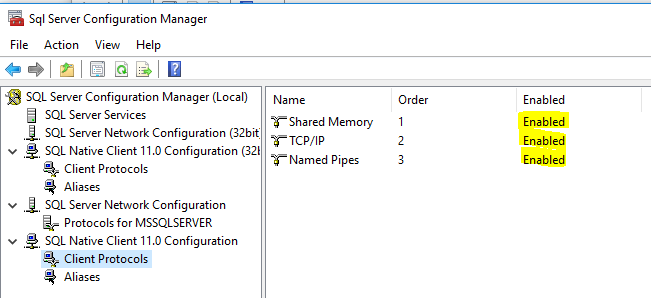 Sql Server Configuration Manager
File Action View Help
SQL Server Configuration Manager (Local)
SQL Server Services
SQL Server Network Configuration (32bit
SQL Native Client 11.0 Configuration (32b
Client Protocols
Aliases
SQL Server Network Configuration
Protocols for MSSQLSERVER
SQL Native Client 11.0 Configuration
Client Protocols
Aliases
Name Order Enabled
Shared Memory 1 Enabled
TCP/IP 2 Enabled
Named Pipes 3 Enabled